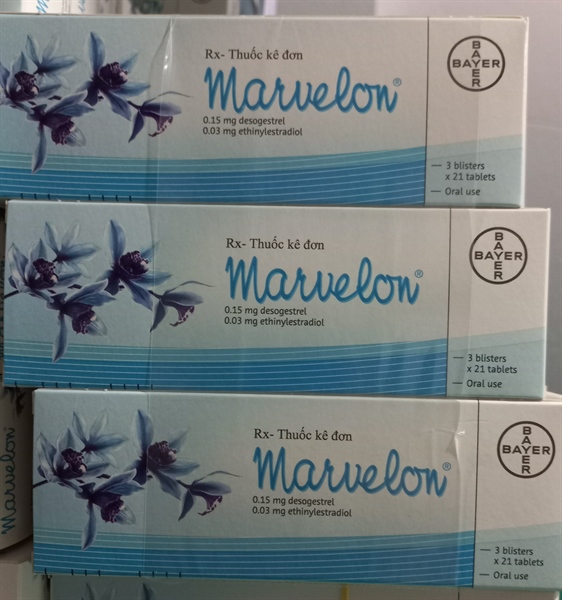 Rx- Thuốc kê đơn
Marvelon®
0.15 mg desogestrel
0.03 mg ethinylestradiol
BAYER
BAYER
— 3 blisters
x 21 tablets
— Oral use
Rx- Thuốc kê đơn
Marvelon®
0.15 mg desogestrel
0.03 mg ethinylestradiol
BAYER
BAYER
— 3 blisters
x 21 tablets
— Oral use
Rx- Thuốc kê đơn
Marvelon®
0.15 mg desogestrel
0.03 mg ethinylestradiol
BAYER
BAYER
— 3 blisters
x 21 tablets
— Oral use
Marvelon®